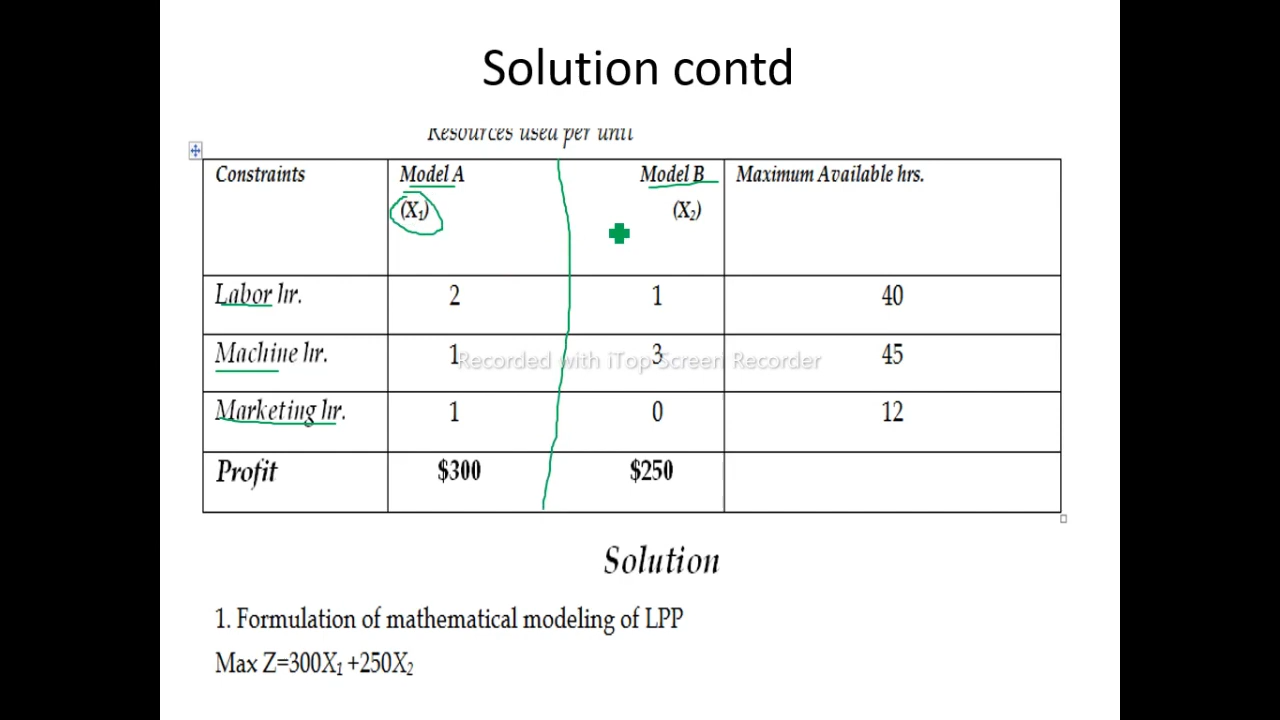 Solution contd
Resources used per unit
Constraints Model A Model B Maximum Available hrs.
(X1) (X2)
Labor hr. 2 1 40
Machine hr. 1 3 45
Recorded with iTop Screen Recorder
Marketing hr. 1 0 12
Profit $300 $250
Solution
1. Formulation of mathematical modeling of LPP
Max Z=300X1 +250X2